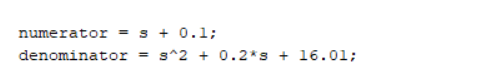 numerator = s + 0.1;
denominator = s^2 + 0.2*s + 16.01;